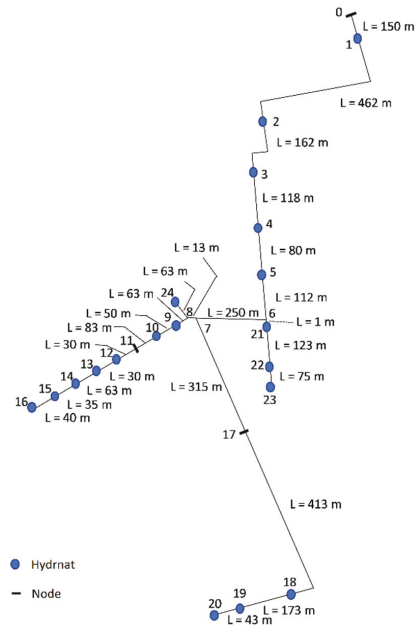 0
L = 150 m
1
L = 462 m
2
L = 162 m
3
L = 118 m
4
L = 80 m
5
L = 13 m
L = 63 m
L = 112 m
L = 63 m
24
L = 250 m
6
L = 50 m
8
L = 1 m
L = 83 m
9
7
21
10
L = 123 m
L = 30 m
11
12
22
13
L = 30 m
L = 315 m
L = 75 m
14
L = 63 m
23
15
L = 35 m
16
L = 40 m
17
L = 413 m
Hydrnat
18
19
Node
20
L = 173 m
L = 43 m